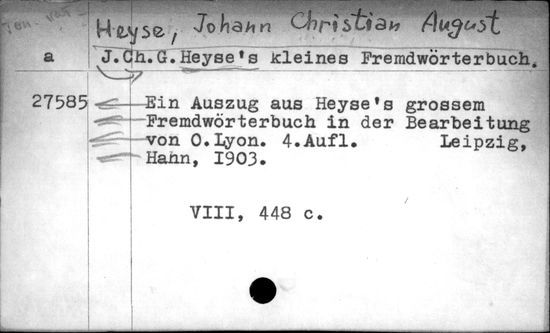 Heyse, Johann Christian August
a J.Ch.G.Heyse's kleines Fremdwörterbuch.
27585 Ein Auszug aus Heyse's grossem
Fremdwörterbuch in der Bearbeitung
von O.Lyon. 4.Aufl. Leipzig,
Hahn, I903.
VIII, 448 c.